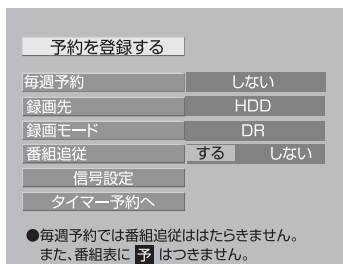 予約を登録する
毎週予約 しない
録画先 HDD
録画モード DR
番組追従 する しない
信号設定
タイマー予約へ
●毎週予約では番組追従ははたらきません。
また、番組表に 予 はつきません。